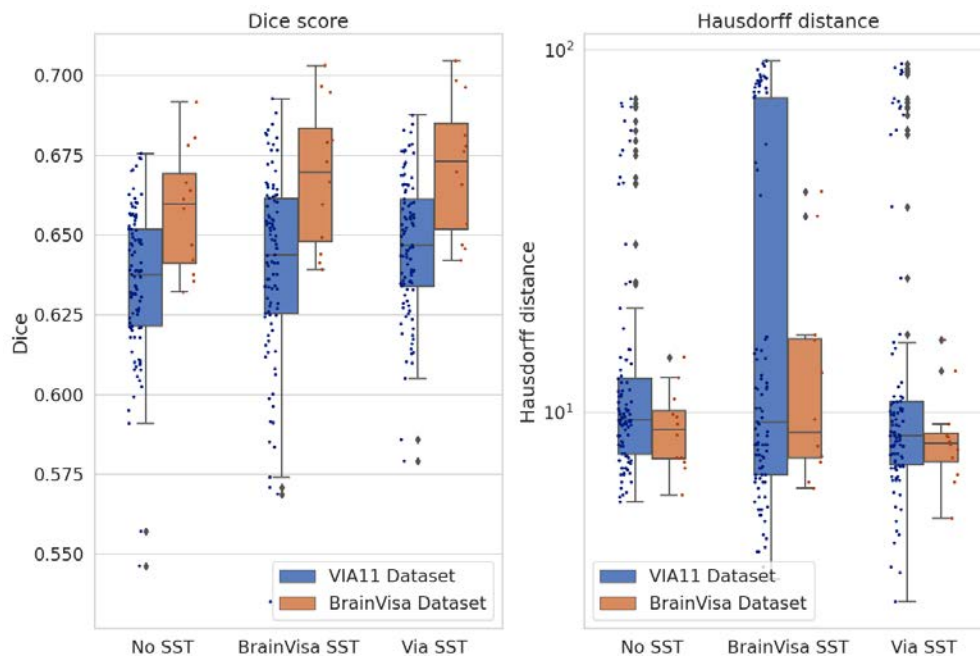 Dice score
Dice
0.700
0.675
0.650
0.625
0.600
0.575
0.550
VIA11 Dataset
BrainVisa Dataset
No SST
BrainVisa SST
Via SST
Hausdorff distance
Hausdorff distance
10²
10¹
VIA11 Dataset
BrainVisa Dataset
No SST
BrainVisa SST
Via SST